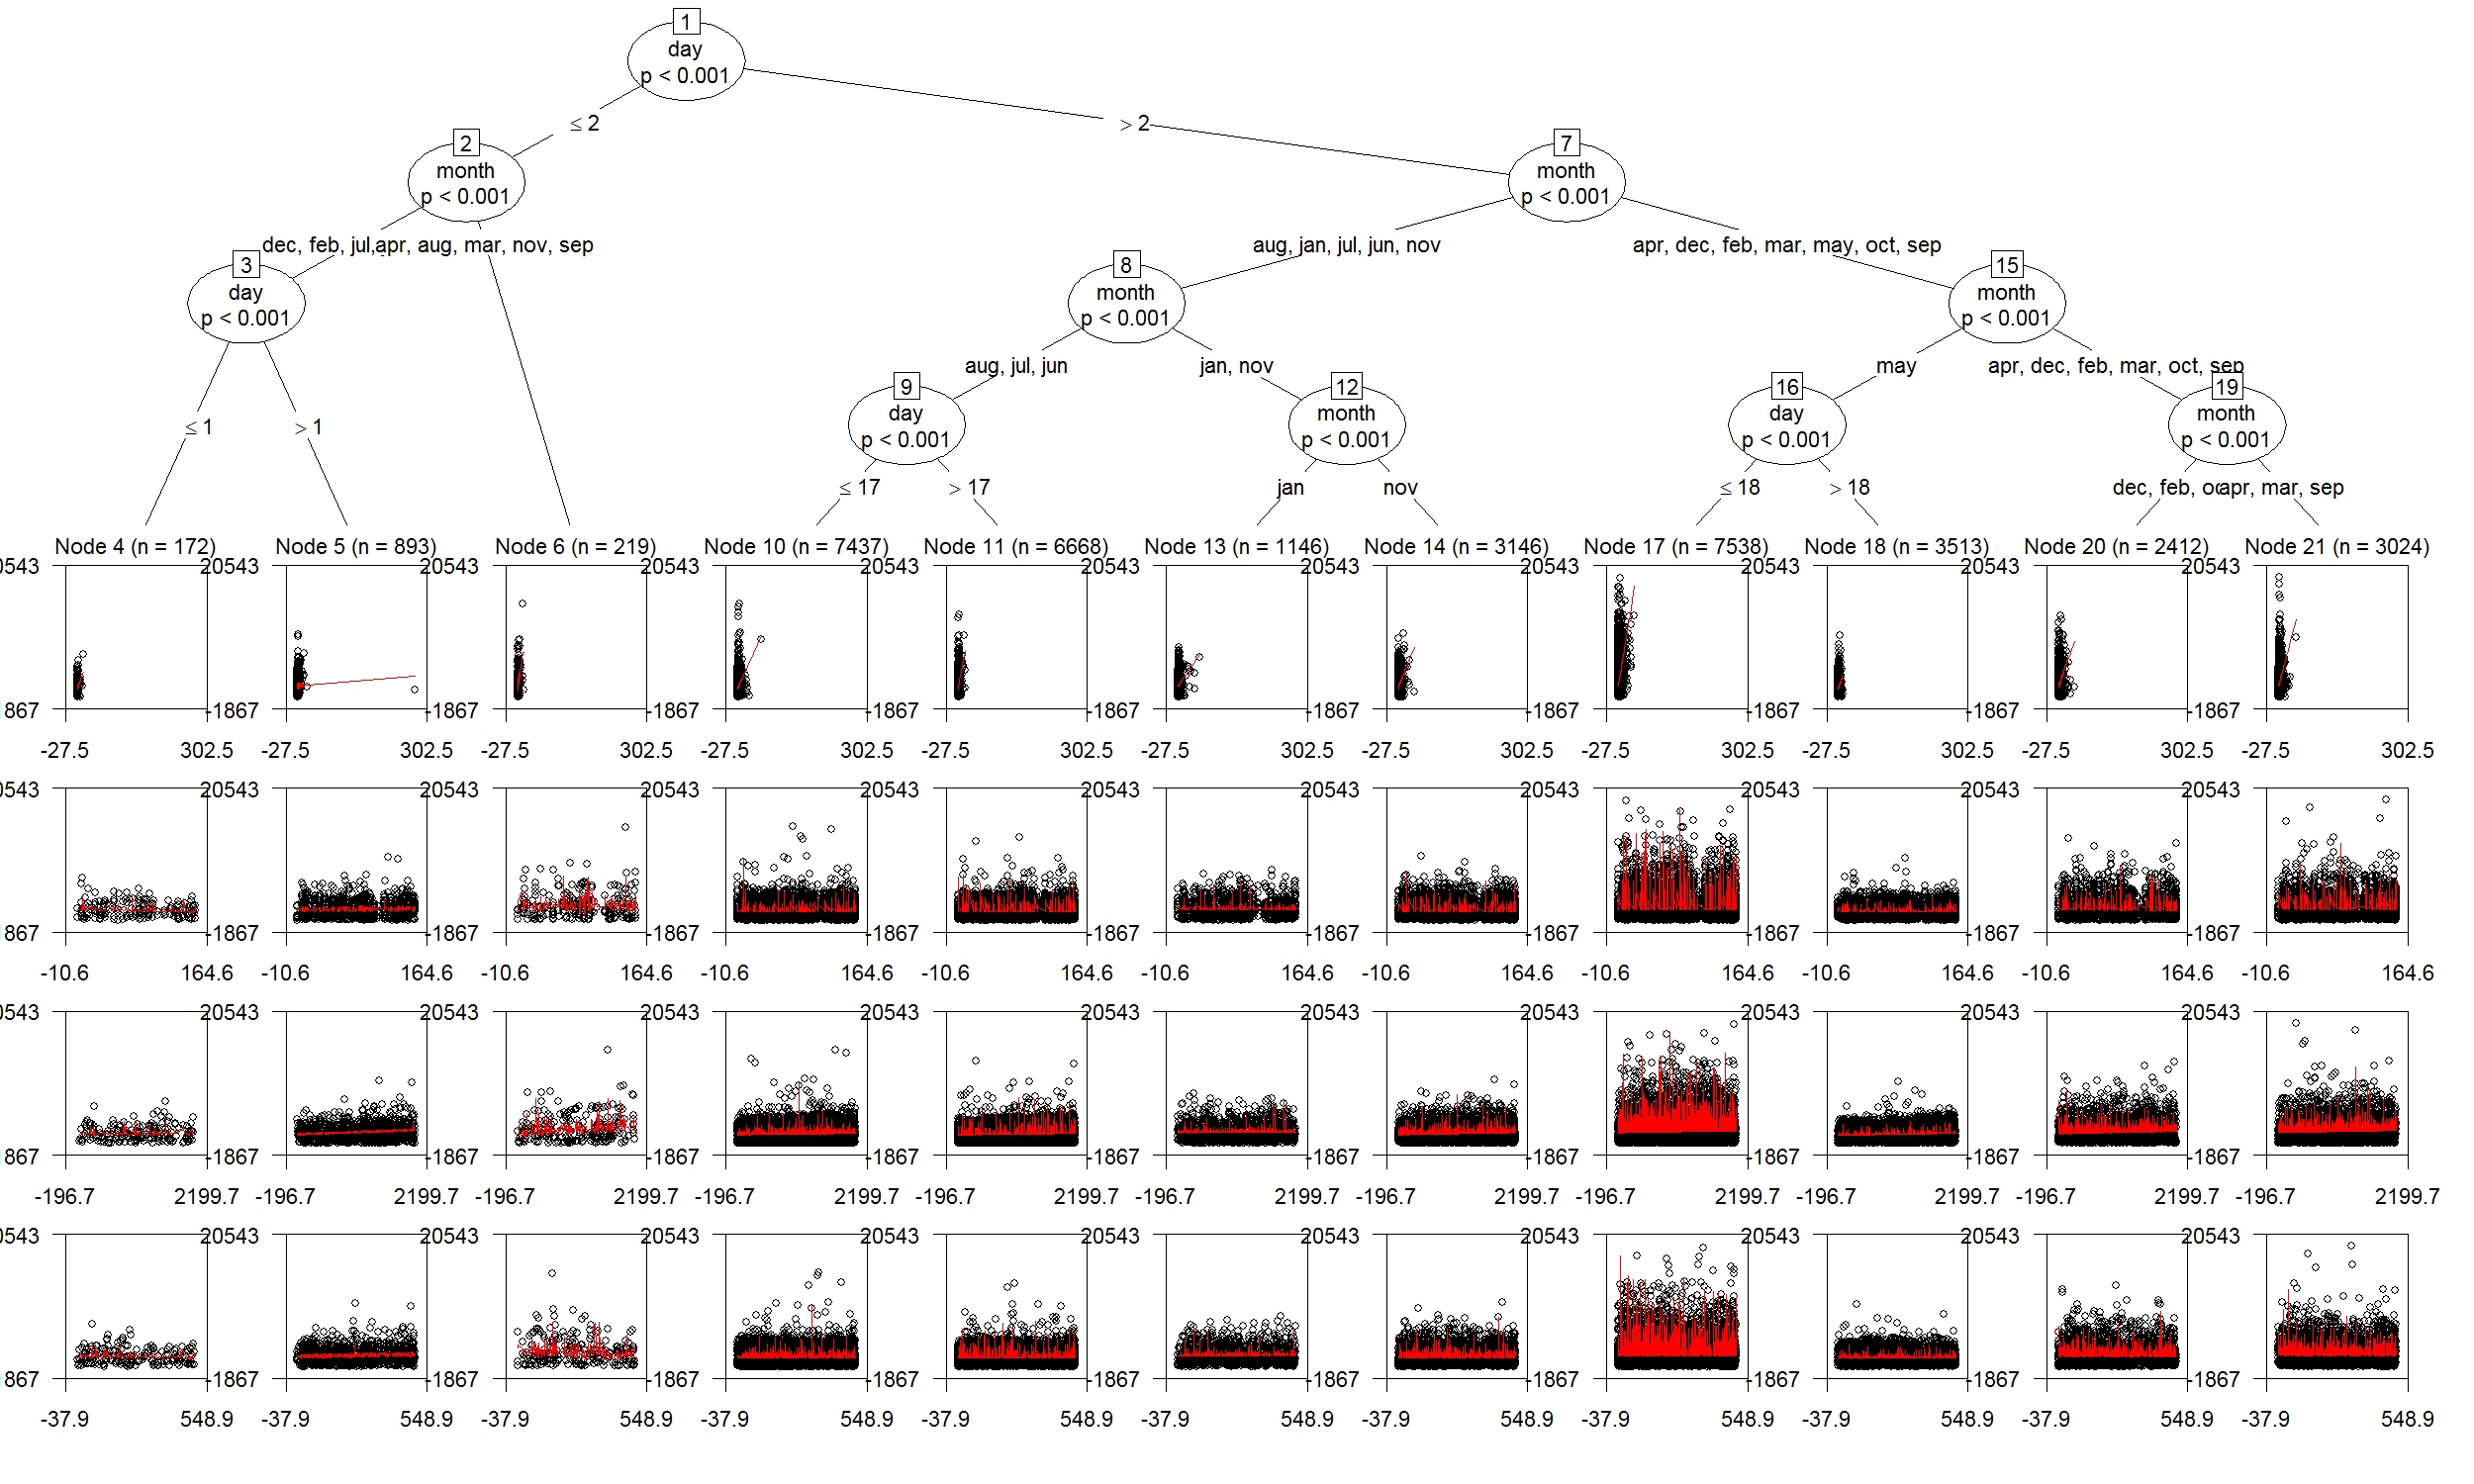 1
day
p < 0.001
≤ 2
> 2
2
month
p < 0.001
7
month
p < 0.001
dec, feb, jul,apr, aug, mar, nov, sep
aug, jan, jul, jun, nov
apr, dec, feb, mar, may, oct, sep
3
day
p < 0.001
8
month
p < 0.001
15
month
p < 0.001
aug, jul, jun
jan, nov
may
apr, dec, feb, mar, oct, sep
≤ 1
> 1
9
day
p < 0.001
12
month
p < 0.001
16
day
p < 0.001
19
month
p < 0.001
≤ 17
> 17
jan
nov
≤ 18
> 18
dec, feb, apr, mar, sep
Node 4 (n = 172) Node 5 (n = 893) Node 6 (n = 219) Node 10 (n = 7437) Node 11 (n = 6668) Node 13 (n = 1146) Node 14 (n = 3146) Node 17 (n = 7538) Node 18 (n = 3513) Node 20 (n = 2412) Node 21 (n = 3024)
0543 20543 20543 20543 20543 20543 20543 20543 20543 20543 20543
867 -1867 -1867 -1867 -1867 -1867 -1867 -1867 -1867 -1867 -1867
-27.5 302.5 -27.5 302.5 -27.5 302.5 -27.5 302.5 -27.5 302.5 -27.5 302.5 -27.5 302.5 -27.5 302.5 -27.5 302.5 -27.5 302.5 -27.5 302.5
0543 20543 20543 20543 20543 20543 20543 20543 20543 20543 20543
867 -1867 -1867 -1867 -1867 -1867 -1867 -1867 -1867 -1867 -1867
-10.6 164.6 -10.6 164.6 -10.6 164.6 -10.6 164.6 -10.6 164.6 -10.6 164.6 -10.6 164.6 -10.6 164.6 -10.6 164.6 -10.6 164.6 -10.6 164.6
0543 20543 20543 20543 20543 20543 20543 20543 20543 20543 20543
867 -1867 -1867 -1867 -1867 -1867 -1867 -1867 -1867 -1867 -1867
-196.7 2199.7 -196.7 2199.7 -196.7 2199.7 -196.7 2199.7 -196.7 2199.7 -196.7 2199.7 -196.7 2199.7 -196.7 2199.7 -196.7 2199.7 -196.7 2199.7 -196.7 2199.7
0543 20543 20543 20543 20543 20543 20543 20543 20543 20543 20543
867 -1867 -1867 -1867 -1867 -1867 -1867 -1867 -1867 -1867 -1867
-37.9 548.9 -37.9 548.9 -37.9 548.9 -37.9 548.9 -37.9 548.9 -37.9 548.9 -37.9 548.9 -37.9 548.9 -37.9 548.9 -37.9 548.9 -37.9 548.9